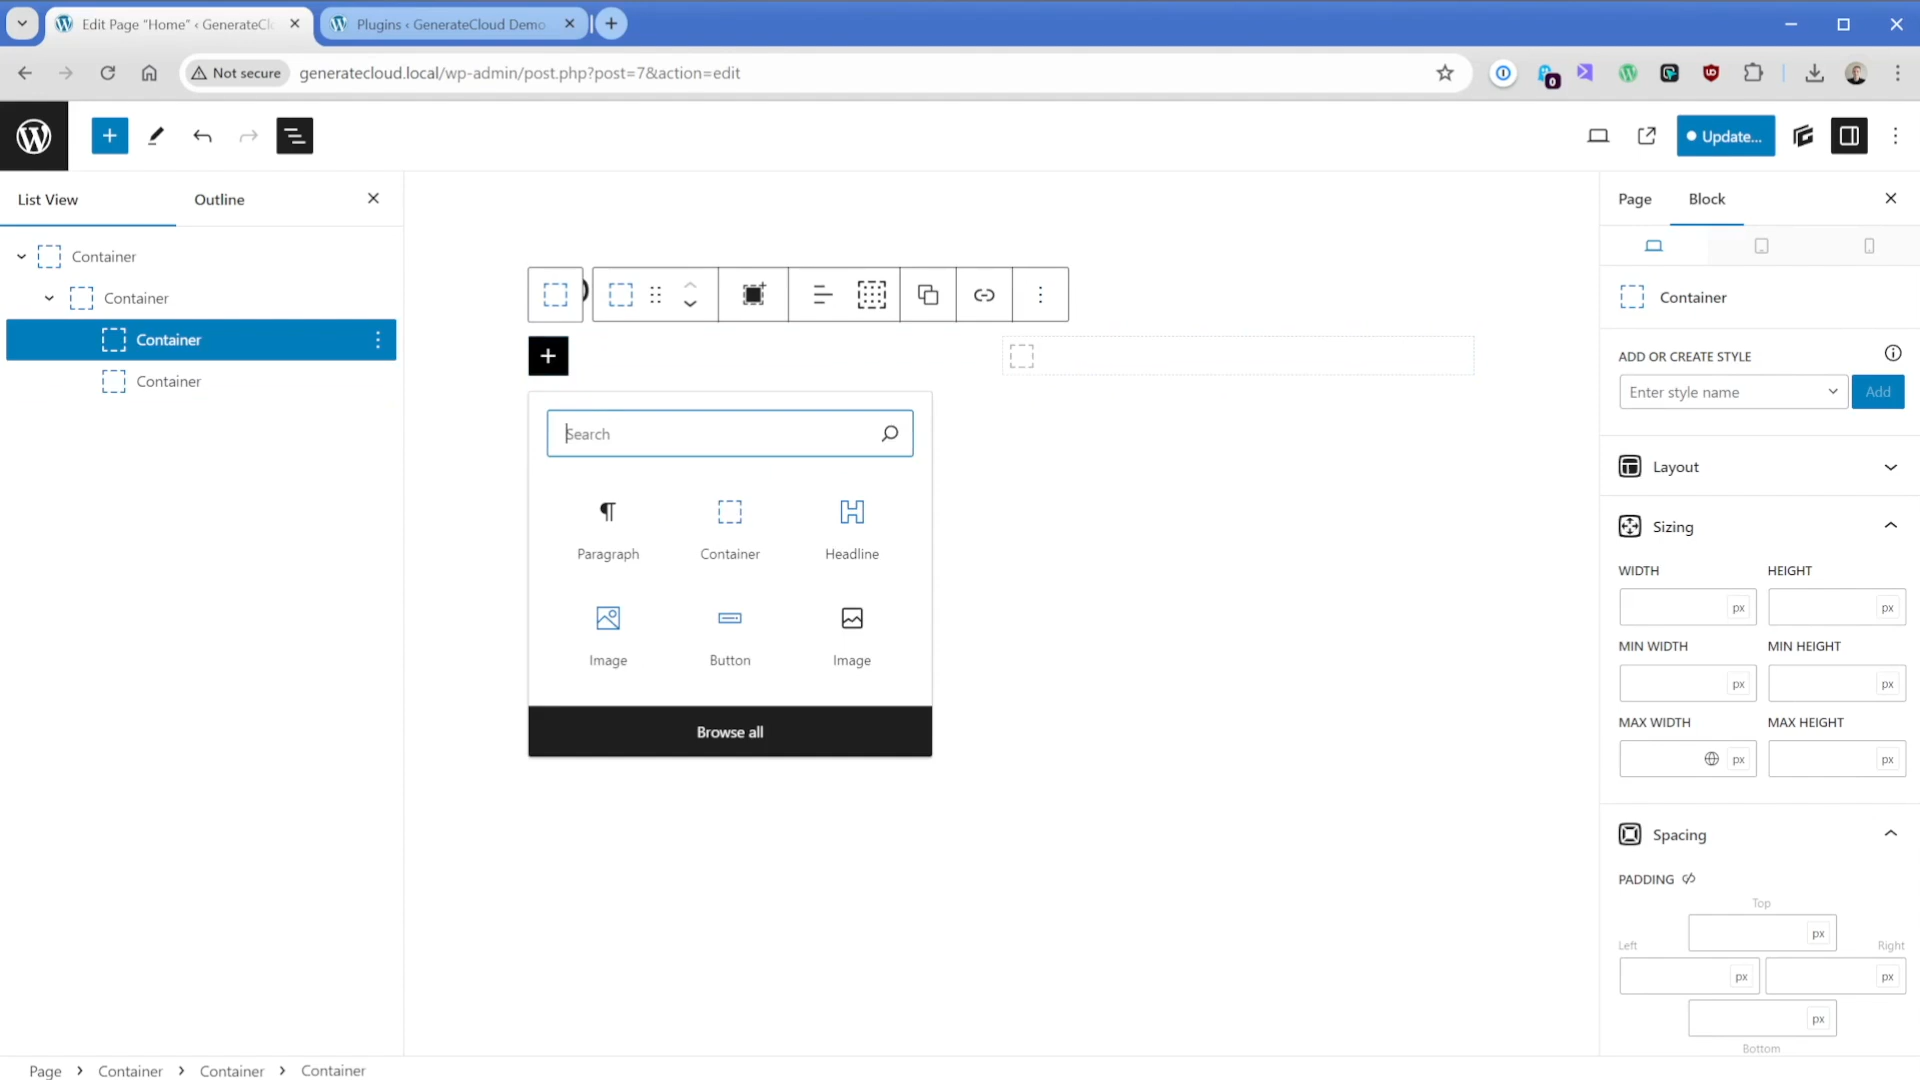 Edit Page "Home" ‹ GenerateCl
Plugins ‹ GenerateCloud Demo
Not secure
generatecloud.local/wp-admin/post.php?post=7&action=edit
0
Update...
List View
Outline
Page
Block
Container
Container
Container
Container
Container
ADD OR CREATE STYLE
Enter style name
Add
Search
Layout
Sizing
Paragraph
Container
Headline
WIDTH
HEIGHT
px
px
Image
Button
Image
MIN WIDTH
MIN HEIGHT
px
px
Browse all
MAX WIDTH
MAX HEIGHT
px
px
Spacing
PADDING
Top
px
Left
Right
px
px
px
Bottom
Page > Container > Container > Container